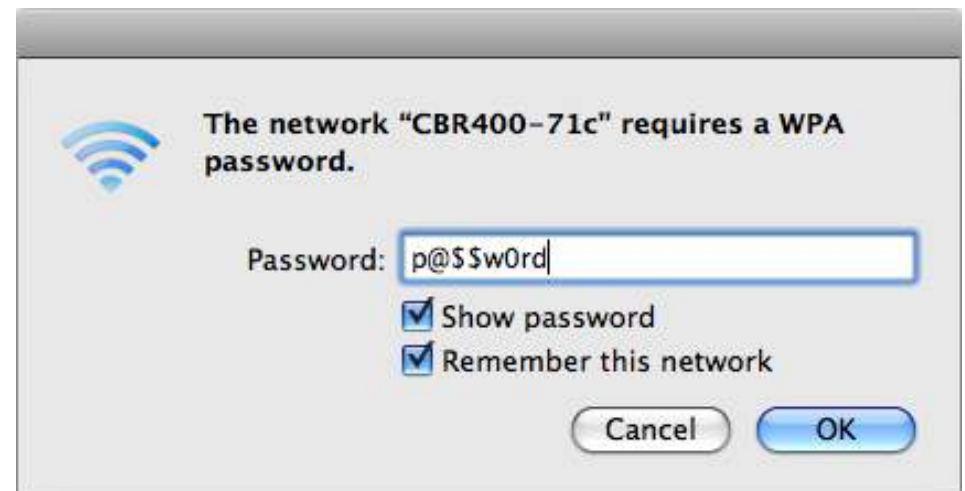 The network “CBR400-71c" requires a WPA
password.
Password: p@$$w0rd
Show password
Remember this network
Cancel OK